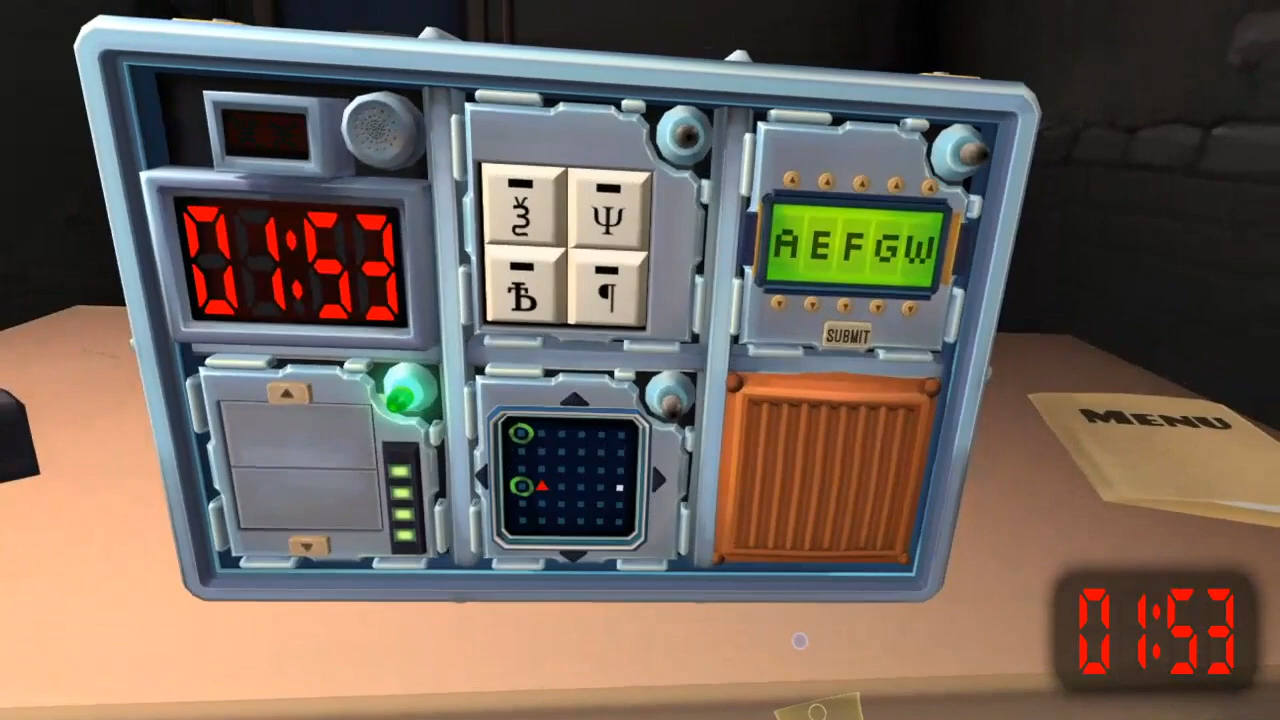 01:53
Ѯ Ψ
Ѣ ¶
AEFGW
SUBMIT
MENU
01:53